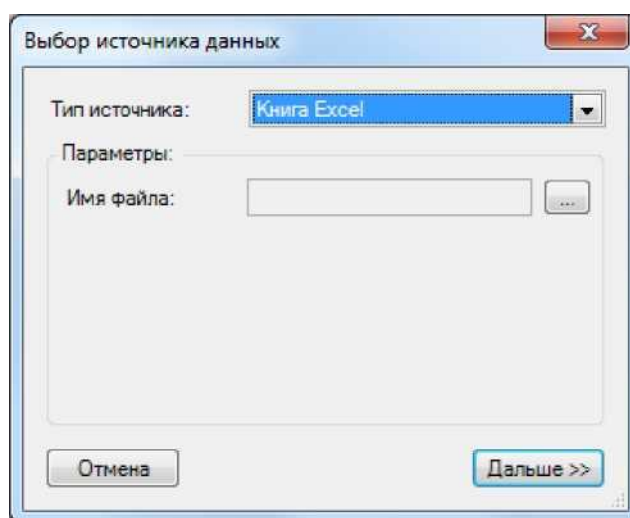 Выбор источника данных
Тип источника: Книга Excel
Параметры:
Имя файла: ...
Отмена Дальше >>